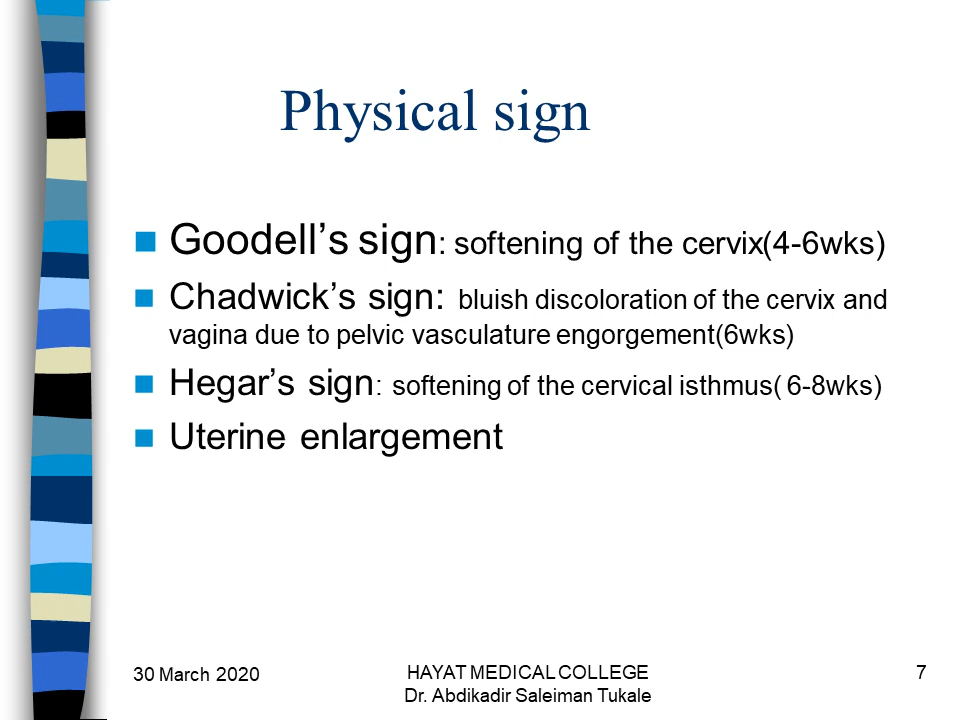 Physical sign
Goodell’s sign: softening of the cervix(4-6wks)
Chadwick’s sign: bluish discoloration of the cervix and
vagina due to pelvic vasculature engorgement(6wks)
Hegar’s sign: softening of the cervical isthmus( 6-8wks)
Uterine enlargement
30 March 2020
HAYAT MEDICAL COLLEGE
Dr. Abdikadir Saleiman Tukale
7